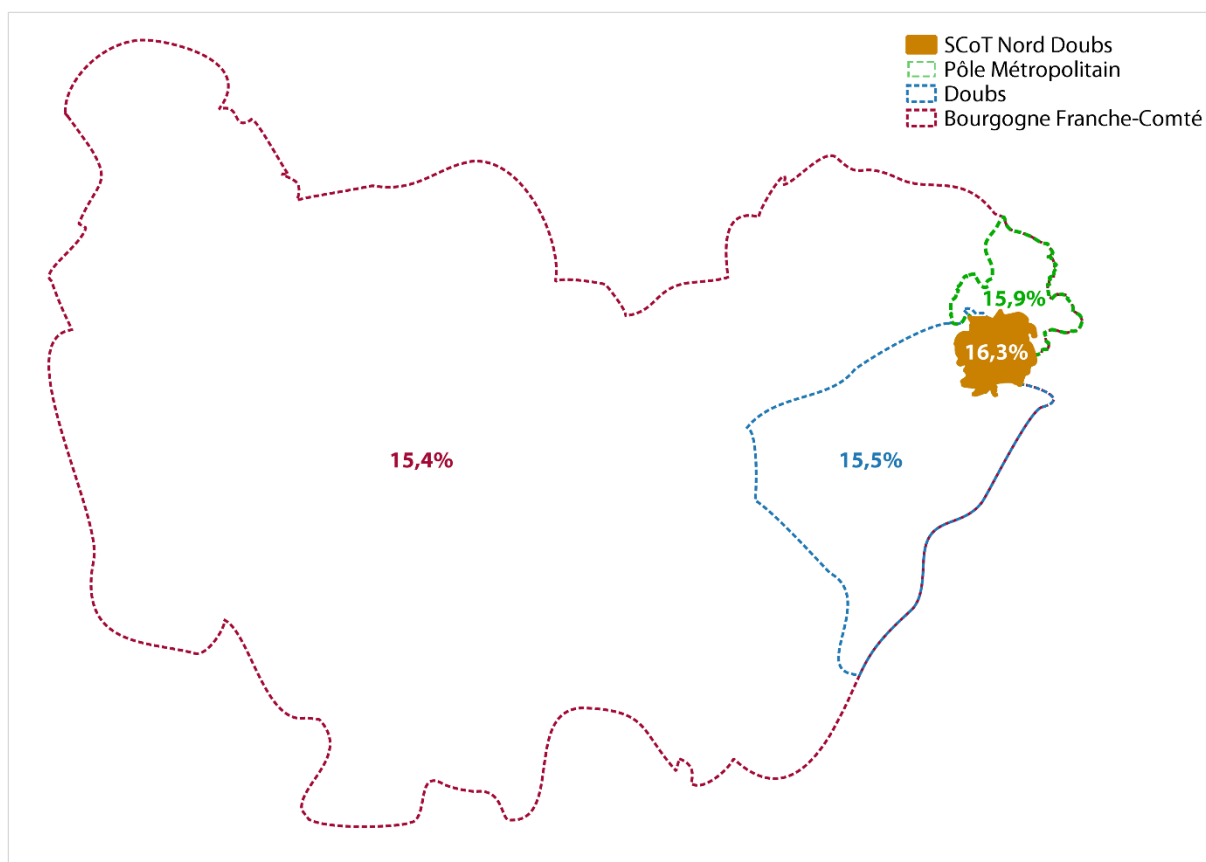 SCoT Nord Doubs
Pôle Métropolitain
Doubs
Bourgogne Franche-Comté
15,9%
16,3%
15,4%
15,5%